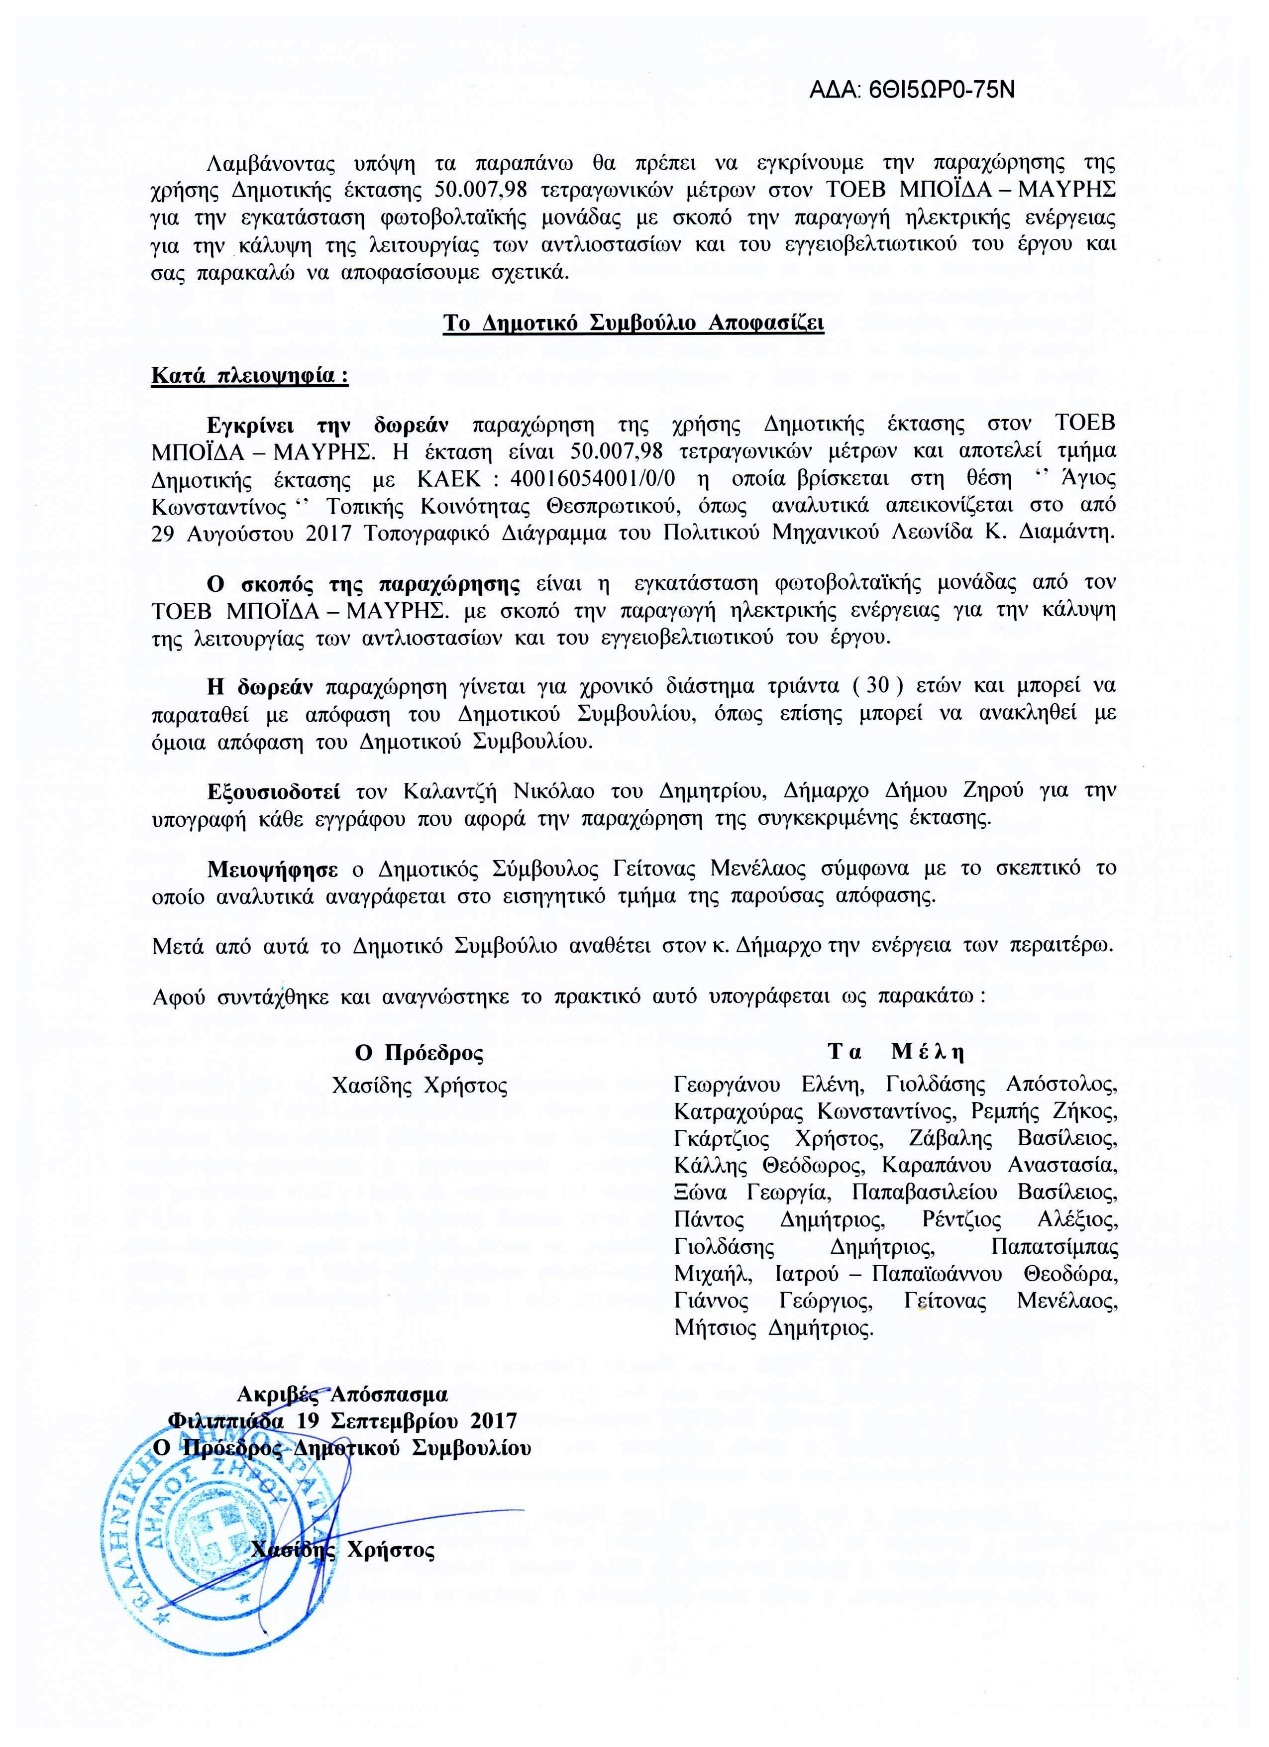 ΑΔΑ: 6ΘΙ5ΩΡ0-75Ν
Λαμβάνοντας υπόψη τα παραπάνω θα πρέπει να εγκρίνουμε την παραχώρησης της
χρήσης Δημοτικής έκτασης 50.007,98 τετραγωνικών μέτρων στον ΤΟΕΒ ΜΠΟΪΔΑ – ΜΑΥΡΗΣ
για την εγκατάσταση φωτοβολταϊκής μονάδας με σκοπό την παραγωγή ηλεκτρικής ενέργειας
για την κάλυψη της λειτουργίας των αντλιοστασίων και του εγγειοβελτιωτικού του έργου και
σας παρακαλώ να αποφασίσουμε σχετικά.
Το Δημοτικό Συμβούλιο Αποφασίζει
Κατά πλειοψηφία :
Εγκρίνει την δωρεάν παραχώρηση της χρήσης Δημοτικής έκτασης στον ΤΟΕΒ
ΜΠΟΪΔΑ – ΜΑΥΡΗΣ. Η έκταση είναι 50.007,98 τετραγωνικών μέτρων και αποτελεί τμήμα
Δημοτικής έκτασης με ΚΑΕΚ : 40016054001/0/0 η οποία βρίσκεται στη θέση ‘’ Άγιος
Κωνσταντίνος ‘’ Τοπικής Κοινότητας Θεσπρωτικού, όπως αναλυτικά απεικονίζεται στο από
29 Αυγούστου 2017 Τοπογραφικό Διάγραμμα του Πολιτικού Μηχανικού Λεωνίδα Κ. Διαμάντη.
Ο σκοπός της παραχώρησης είναι η εγκατάσταση φωτοβολταϊκής μονάδας από τον
ΤΟΕΒ ΜΠΟΪΔΑ – ΜΑΥΡΗΣ. με σκοπό την παραγωγή ηλεκτρικής ενέργειας για την κάλυψη
της λειτουργίας των αντλιοστασίων και του εγγειοβελτιωτικού του έργου.
Η δωρεάν παραχώρηση γίνεται για χρονικό διάστημα τριάντα ( 30 ) ετών και μπορεί να
παραταθεί με απόφαση του Δημοτικού Συμβουλίου, όπως επίσης μπορεί να ανακληθεί με
όμοια απόφαση του Δημοτικού Συμβουλίου.
Εξουσιοδοτεί τον Καλαντζή Νικόλαο του Δημητρίου, Δήμαρχο Δήμου Ζηρού για την
υπογραφή κάθε εγγράφου που αφορά την παραχώρηση της συγκεκριμένης έκτασης.
Μειοψήφησε ο Δημοτικός Σύμβουλος Γείτονας Μενέλαος σύμφωνα με το σκεπτικό το
οποίο αναλυτικά αναγράφεται στο εισηγητικό τμήμα της παρούσας απόφασης.
Μετά από αυτά το Δημοτικό Συμβούλιο αναθέτει στον κ. Δήμαρχο την ενέργεια των περαιτέρω.
Αφού συντάχθηκε και αναγνώστηκε το πρακτικό αυτό υπογράφεται ως παρακάτω :
Ο Πρόεδρος
Χασίδης Χρήστος
Τα Μέλη
Γεωργάνου Ελένη, Γιολδάσης Απόστολος,
Κατραχούρας Κωνσταντίνος, Ρεμπής Ζήκος,
Γκάρτζιος Χρήστος, Ζάβαλης Βασίλειος,
Κάλλης Θεόδωρος, Καραπάνου Αναστασία,
Ξώνα Γεωργία, Παπαβασιλείου Βασίλειος,
Πάντος Δημήτριος, Ρέντζιος Αλέξιος,
Γιολδάσης Δημήτριος, Παπατσίμπας
Μιχαήλ, Ιατρού – Παπαϊωάννου Θεοδώρα,
Γιάννος Γεώργιος, Γείτονας Μενέλαος,
Μήτσιος Δημήτριος.
Ακριβές Απόσπασμα
Φιλιππιάδα 19 Σεπτεμβρίου 2017
Ο Πρόεδρος Δημοτικού Συμβουλίου
ΕΛΛΗΝΙΚΗ ΔΗΜΟΚΡΑΤΙΑ
ΔΗΜΟΣ ΖΗΡΟΥ
Χασίδης Χρήστος